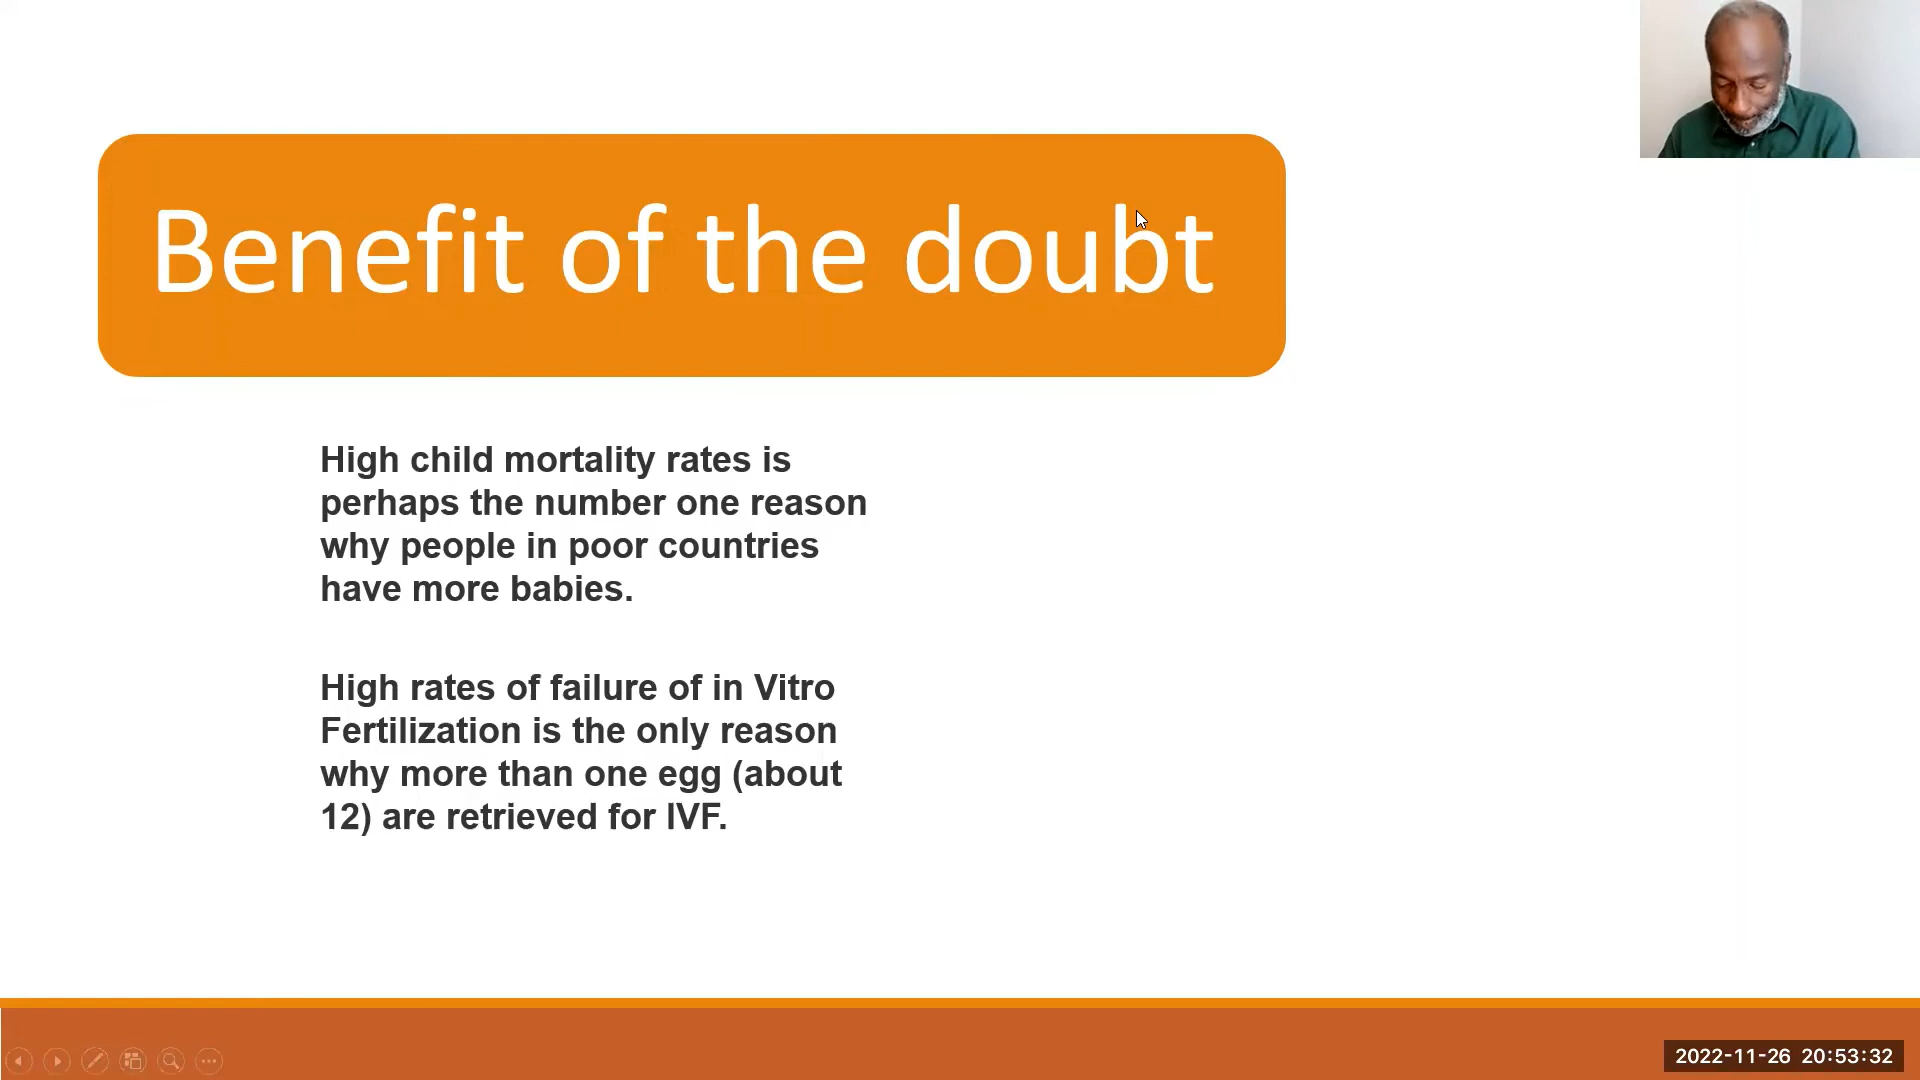 Benefit of the doubt
High child mortality rates is
perhaps the number one reason
why people in poor countries
have more babies.
High rates of failure of in Vitro
Fertilization is the only reason
why more than one egg (about
12) are retrieved for IVF.
2022-11-26 20:53:32